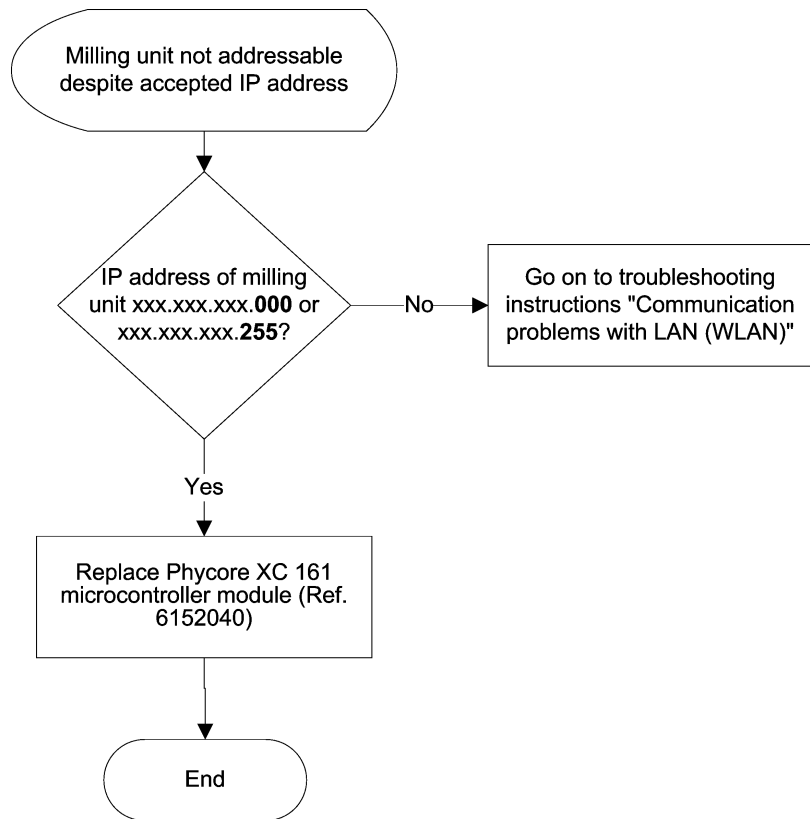 Milling unit not addressable
despite accepted IP address
IP address of milling
unit xxx.xxx.xxx.000 or
xxx.xxx.xxx.255?
No
Go on to troubleshooting
instructions "Communication
problems with LAN (WLAN)"
Yes
Replace Phycore XC 161
microcontroller module (Ref.
6152040)
End